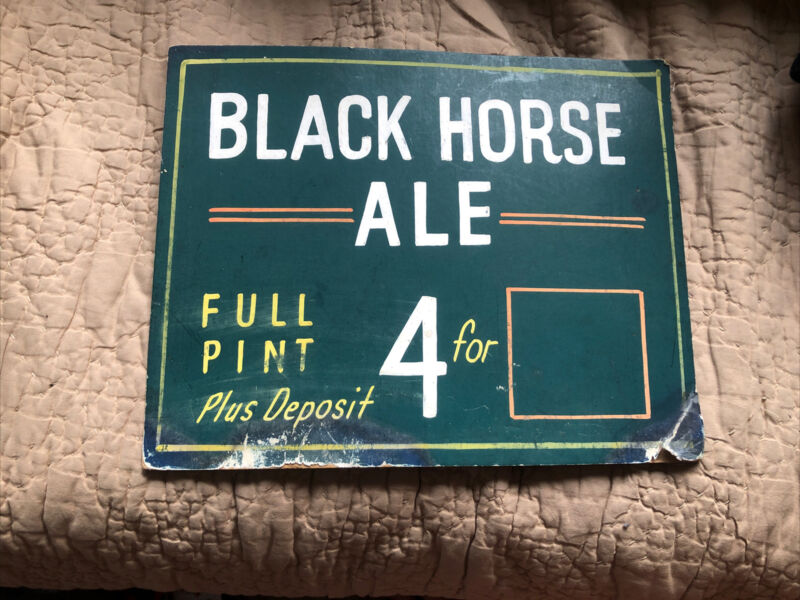 BLACK HORSE
ALE
FULL
PINT
Plus Deposit
4 for